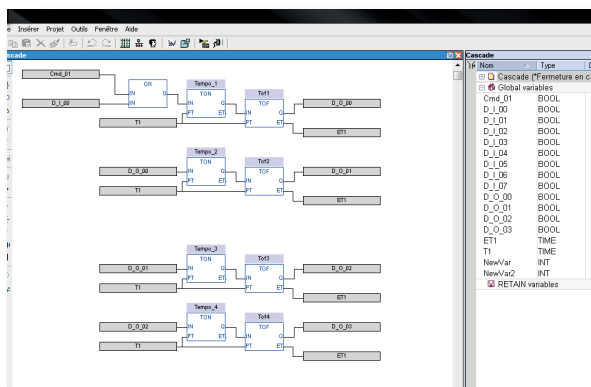 e Insérer Projet Outils Fenêtre Aide
scade
Cascade
Nom Type
Cascade ("Fermeture en ca
Global variables
Cmd_01 BOOL
D_I_00 BOOL
D_I_01 BOOL
D_I_02 BOOL
D_I_03 BOOL
D_I_04 BOOL
D_I_05 BOOL
D_I_06 BOOL
D_I_07 BOOL
D_O_00 BOOL
D_O_01 BOOL
D_O_02 BOOL
D_O_03 BOOL
ET1 TIME
T1 TIME
NewVar INT
NewVar2 INT
RETAIN variables
Cmd_01
D_I_00
OR
IN Q
IN
T1
Tempo_1
TON
IN Q
PT ET
Tof1
TOF
IN Q
PT ET
D_O_00
ET1
Tempo_2
TON
D_O_00
IN Q
T1
PT ET
Tof2
TOF
IN Q
PT ET
D_O_01
ET1
Tempo_3
TON
D_O_01
IN Q
T1
PT ET
Tof3
TOF
IN Q
PT ET
D_O_02
ET1
Tempo_4
TON
D_O_02
IN Q
T1
PT ET
Tof4
TOF
IN Q
PT ET
D_O_03
ET1